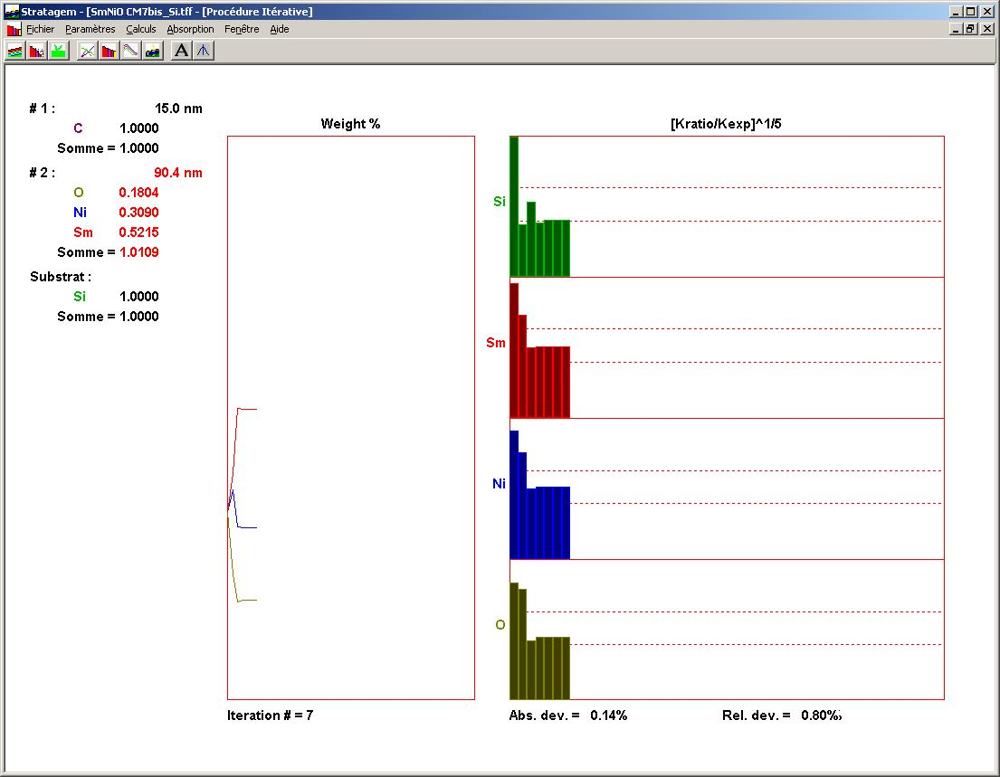 Stratagem - [SmNiO CM7bis_Si.tff - [Procédure Itérative]
Fichier Paramètres Calculs Absorption Fenêtre Aide
A
# 1 : 15.0 nm
C 1.0000
Somme = 1.0000
# 2 : 90.4 nm
O 0.1804
Ni 0.3090
Sm 0.5215
Somme = 1.0109
Substrat :
Si 1.0000
Somme = 1.0000
Weight %
Iteration # = 7
[Kratio/Kexp]^1/5
Si
Sm
Ni
O
Abs. dev. = 0.14% Rel. dev. = 0.80%